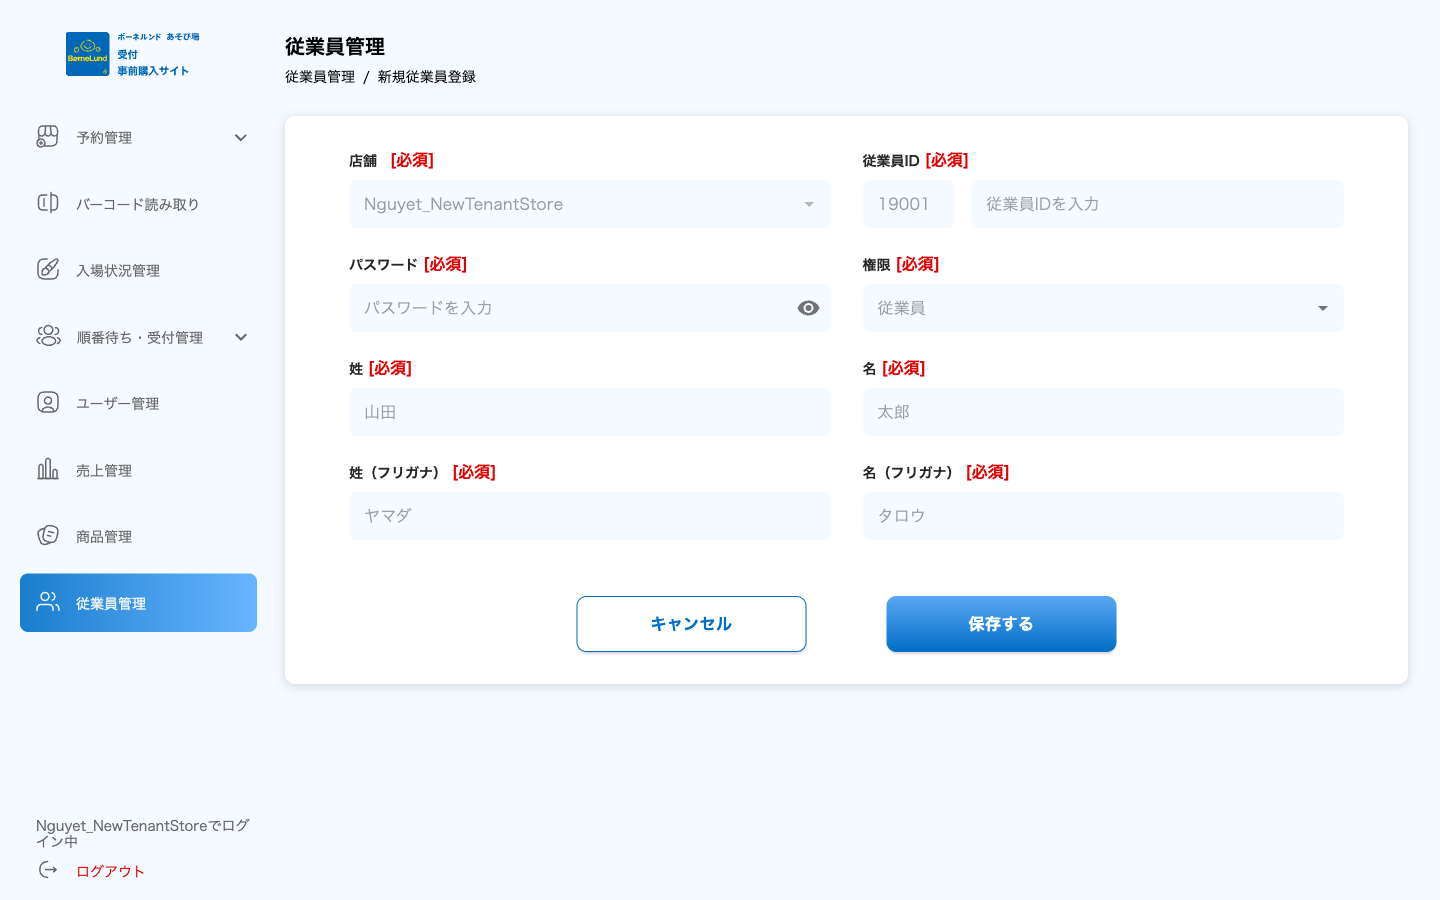 ボーネルンド あそび場
受付
事前購入サイト
BørneLund
予約管理
バーコード読み取り
入場状況管理
順番待ち・受付管理
ユーザー管理
売上管理
商品管理
従業員管理
Nguyet_NewTenantStoreでログ
イン中
ログアウト
従業員管理
従業員管理 / 新規従業員登録
店舗 [必須]
Nguyet_NewTenantStore
従業員ID [必須]
19001
従業員IDを入力
パスワード [必須]
パスワードを入力
権限 [必須]
従業員
姓 [必須]
山田
名 [必須]
太郎
姓（フリガナ） [必須]
ヤマダ
名（フリガナ） [必須]
タロウ
キャンセル
保存する